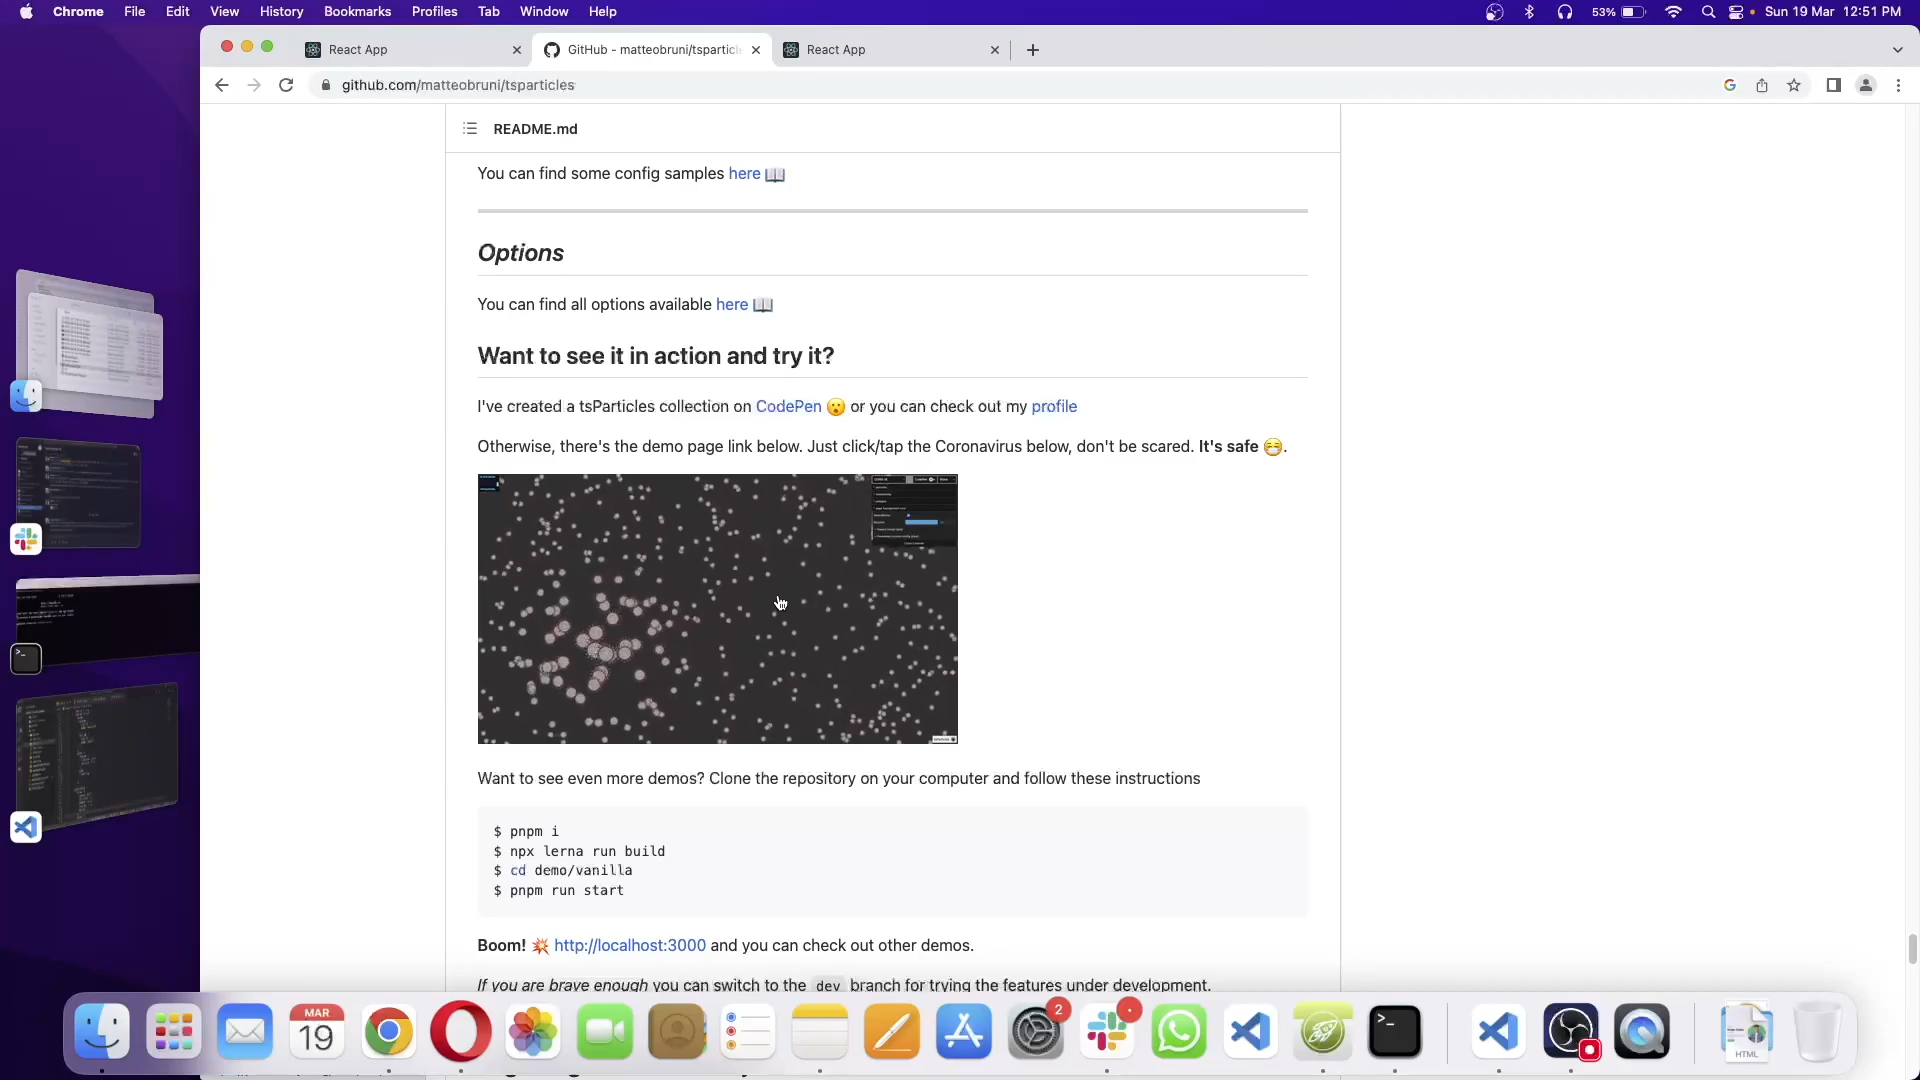 Chrome File Edit View History Bookmarks Profiles Tab Window Help 53% Sun 19 Mar 12:51 PM
React App GitHub - matteobruni/tsparticle React App
github.com/matteobruni/tsparticles
README.md
You can find some config samples here 📖
Options
You can find all options available here 📖
Want to see it in action and try it?
I've created a tsParticles collection on CodePen 😮 or you can check out my profile
Otherwise, there's the demo page link below. Just click/tap the Coronavirus below, don't be scared. It's safe 😷.
Want to see even more demos? Clone the repository on your computer and follow these instructions
$ pnpm i
$ npx lerna run build
$ cd demo/vanilla
$ pnpm run start
Boom! 💥 http://localhost:3000 and you can check out other demos.
If you are brave enough you can switch to the dev branch for trying the features under development.
MAR
19
2
HTML